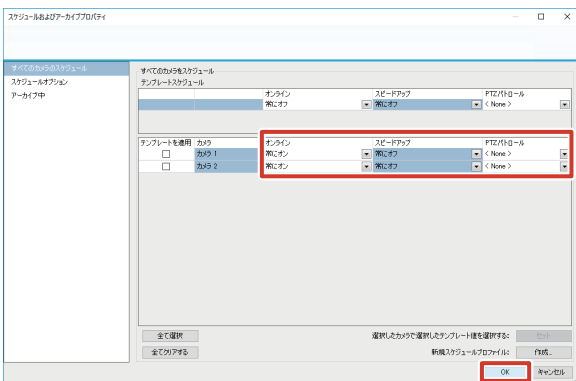 スケジュールおよびアーカイブプロパティ
すべてのカメラのスケジュール
スケジュールオプション
アーカイブ中
すべてのカメラをスケジュール
テンプレートスケジュール
オンライン スピードアップ PTZパトロール
常にオフ 常にオフ < None >
テンプレートを適用 カメラ オンライン スピードアップ PTZパトロール
カメラ 1 常にオン 常にオフ < None >
カメラ 2 常にオン 常にオフ < None >
全て選択 選択したカメラで選択したテンプレート値を選択する: セット
全てクリアする 新規スケジュールプロファイル: 作成...
OK キャンセル